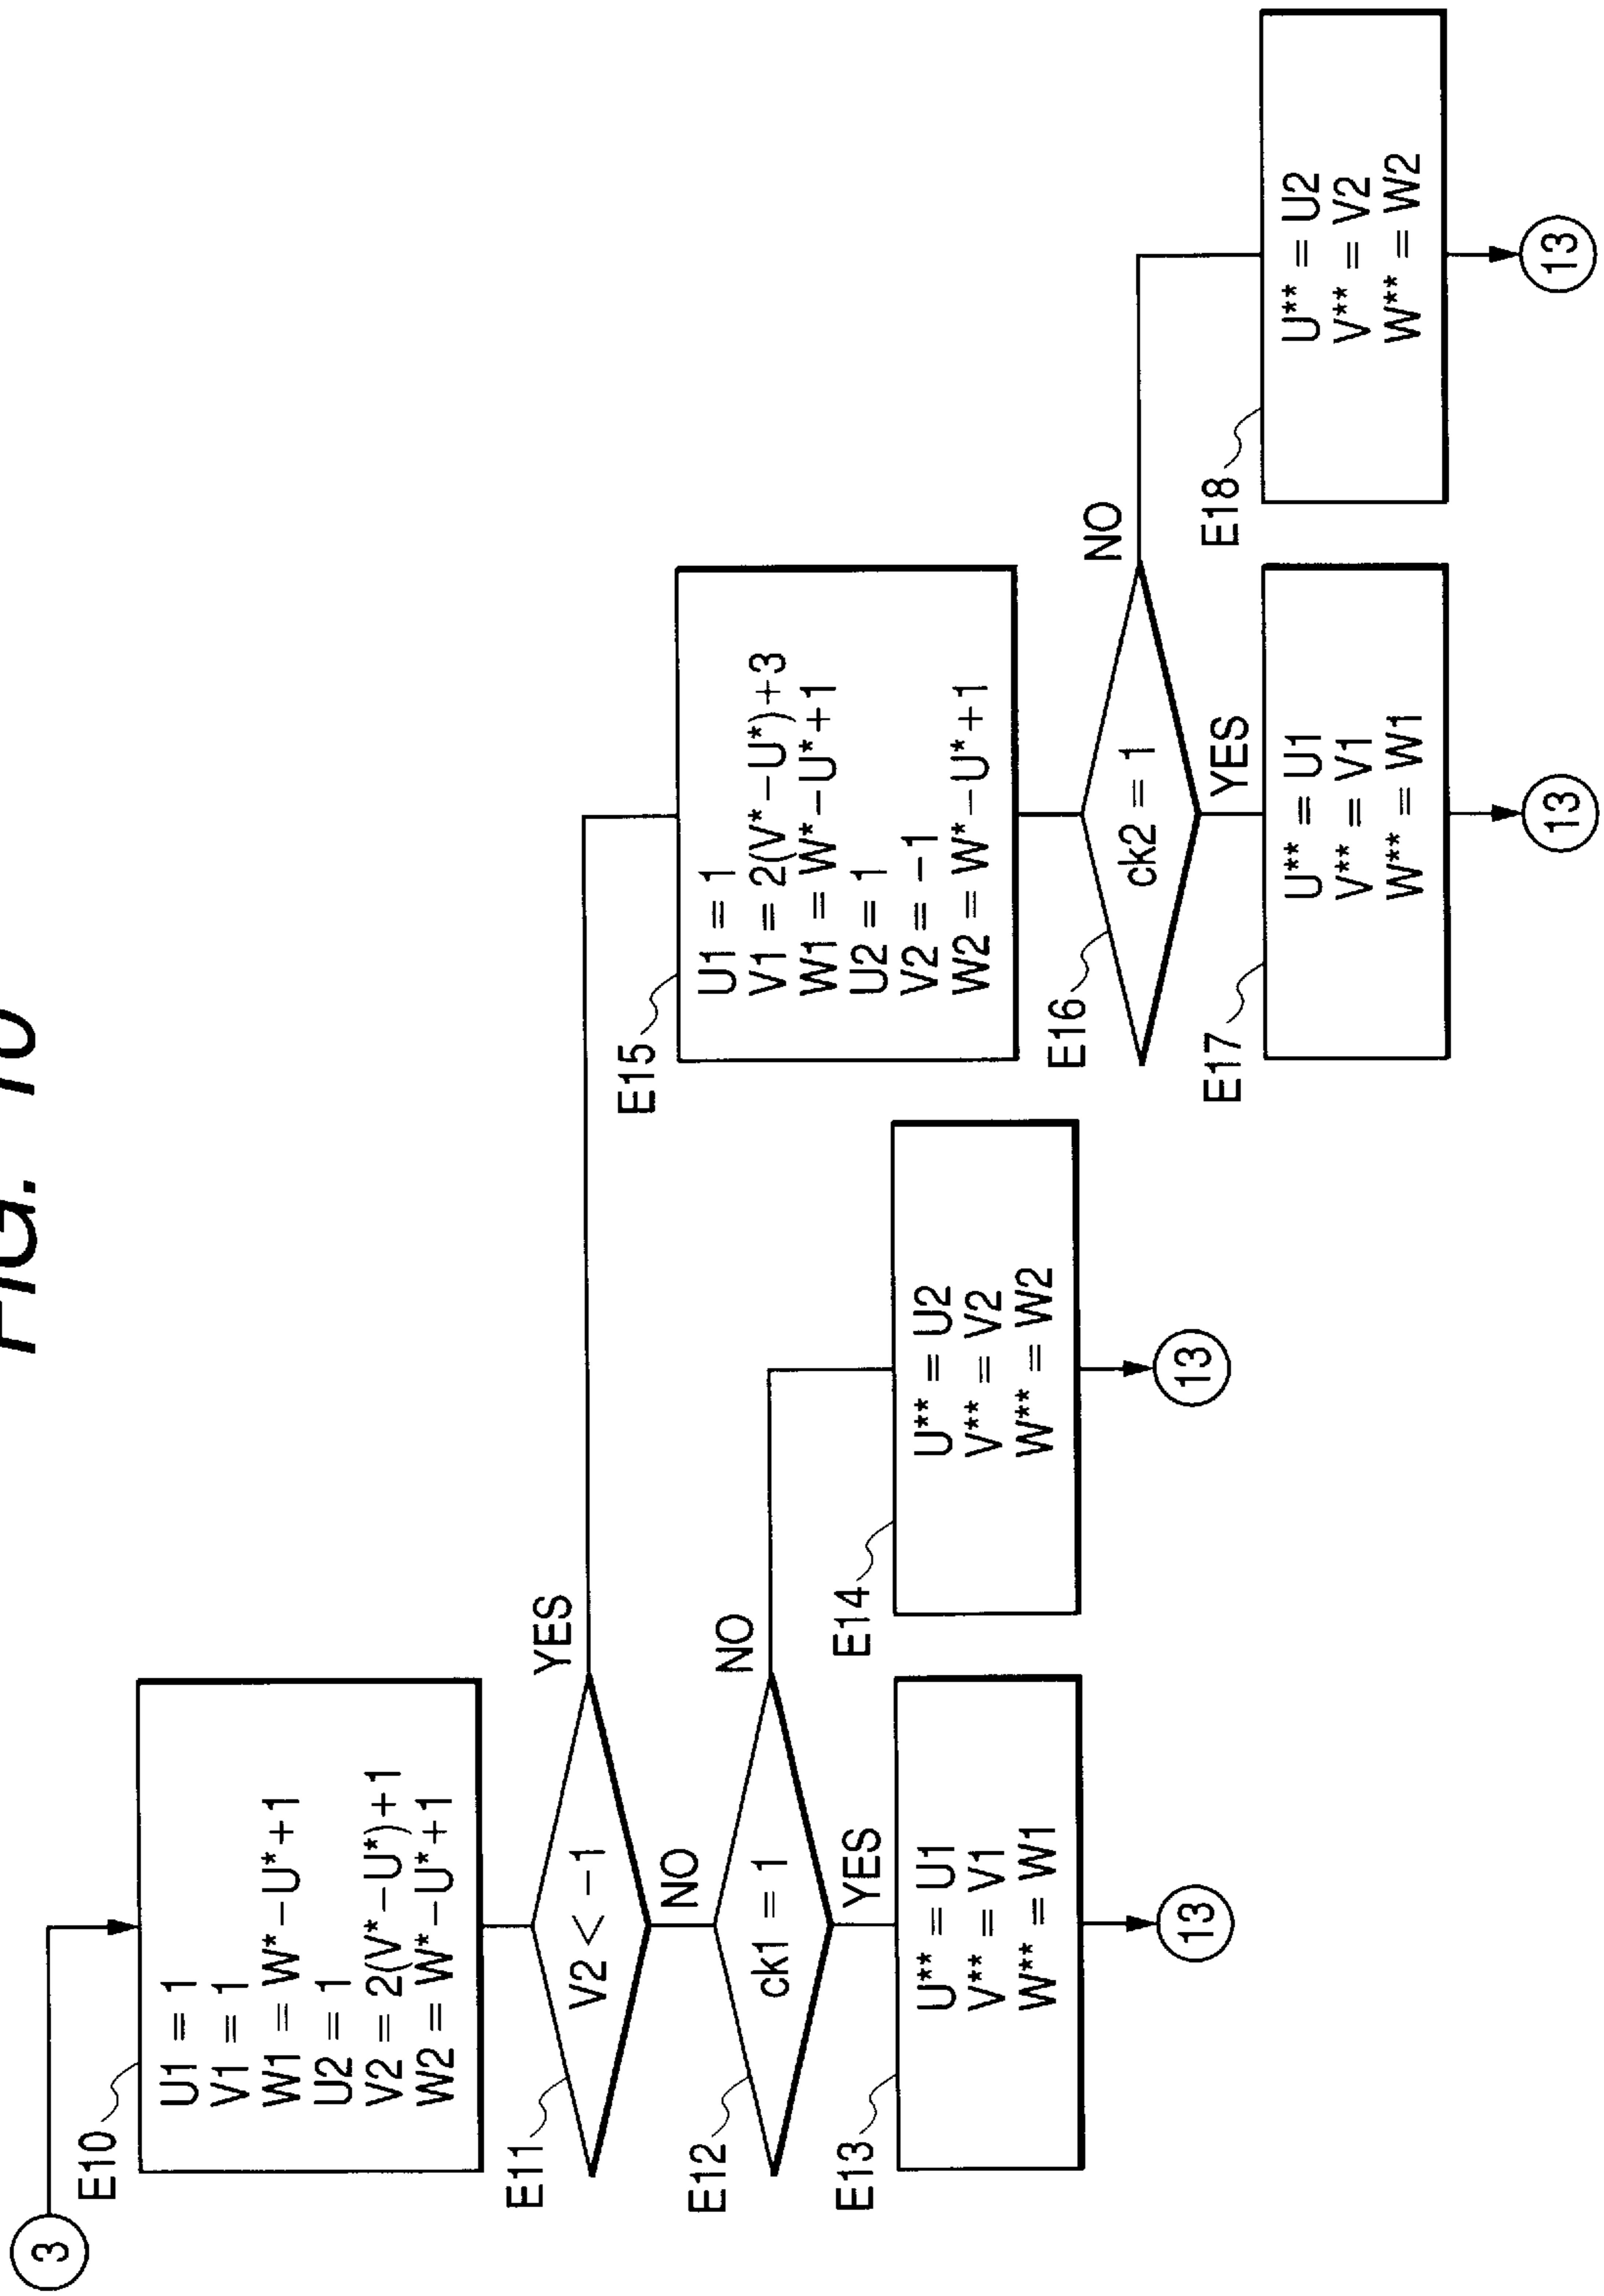 FIG. 10
3
E10
U1 = 1
V1 = 1
W1 = W*-U*+1
U2 = 1
V2 = 2(V*-U*)+1
W2 = W*-U*+1
E11
V2 < -1
YES
NO
E12
ck1 = 1
NO
YES
E13
U** = U1
V** = V1
W** = W1
13
E14
U** = U2
V** = V2
W** = W2
13
E15
U1 = 1
V1 = 2(V*-U*)+3
W1 = W*-U*+1
U2 = 1
V2 = -1
W2 = W*-U*+1
E16
ck2 = 1
NO
YES
E17
U** = U1
V** = V1
W** = W1
13
E18
U** = U2
V** = V2
W** = W2
13